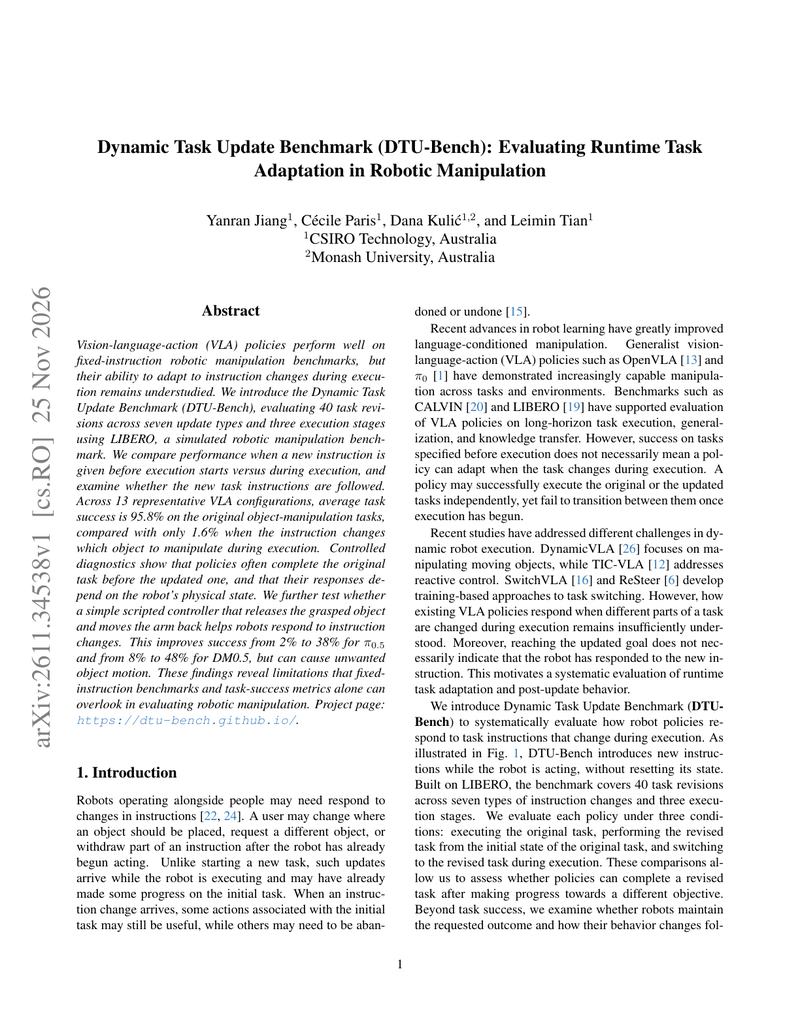 Dynamic Task Update Benchmark (DTU-Bench): Evaluating Runtime Task
Adaptation in Robotic Manipulation
Yanran Jiang1, Cécile Paris1, Dana Kulić1,2, and Leimin Tian1
1CSIRO Technology, Australia
2Monash University, Australia
arXiv:2611.34538v1 [cs.RO] 25 Nov 2026
Abstract
Vision-language-action (VLA) policies perform well on
fixed-instruction robotic manipulation benchmarks, but
their ability to adapt to instruction changes during execu-
tion remains understudied. We introduce the Dynamic Task
Update Benchmark (DTU-Bench), evaluating 40 task revi-
sions across seven update types and three execution stages
using LIBERO, a simulated robotic manipulation bench-
mark. We compare performance when a new instruction is
given before execution starts versus during execution, and
examine whether the new task instructions are followed.
Across 13 representative VLA configurations, average task
success is 95.8% on the original object-manipulation tasks,
compared with only 1.6% when the instruction changes
which object to manipulate during execution. Controlled
diagnostics show that policies often complete the original
task before the updated one, and that their responses de-
pend on the robot's physical state. We further test whether
a simple scripted controller that releases the grasped object
and moves the arm back helps robots respond to instruction
changes. This improves success from 2% to 38% for π0.5
and from 8% to 48% for DM0.5, but can cause unwanted
object motion. These findings reveal limitations that fixed-
instruction benchmarks and task-success metrics alone can
overlook in evaluating robotic manipulation. Project page:
https://dtu-bench.github.io/.
1. Introduction
Robots operating alongside people may need respond to
changes in instructions [22, 24]. A user may change where
an object should be placed, request a different object, or
withdraw part of an instruction after the robot has already
begun acting. Unlike starting a new task, such updates
arrive while the robot is executing and may have already
made some progress on the initial task. When an instruc-
tion change arrives, some actions associated with the initial
task may still be useful, while others may need to be aban-
doned or undone [15].
Recent advances in robot learning have greatly improved
language-conditioned manipulation. Generalist vision-
language-action (VLA) policies such as OpenVLA [13] and
π0 [1] have demonstrated increasingly capable manipula-
tion across tasks and environments. Benchmarks such as
CALVIN [20] and LIBERO [19] have supported evaluation
of VLA policies on long-horizon task execution, general-
ization, and knowledge transfer. However, success on tasks
specified before execution does not necessarily mean a pol-
icy can adapt when the task changes during execution. A
policy may successfully execute the original or the updated
tasks independently, yet fail to transition between them once
execution has begun.
Recent studies have addressed different challenges in dy-
namic robot execution. DynamicVLA [26] focuses on ma-
nipulating moving objects, while TIC-VLA [12] addresses
reactive control. SwitchVLA [16] and ReSteer [6] develop
training-based approaches to task switching. However, how
existing VLA policies respond when different parts of a task
are changed during execution remains insufficiently under-
stood. Moreover, reaching the updated goal does not nec-
essarily indicate that the robot has responded to the new in-
struction. This motivates a systematic evaluation of runtime
task adaptation and post-update behavior.
We introduce Dynamic Task Update Benchmark (DTU-
Bench) to systematically evaluate how robot policies re-
spond to task instructions that change during execution. As
illustrated in Fig. 1, DTU-Bench introduces new instruc-
tions while the robot is acting, without resetting its state.
Built on LIBERO, the benchmark covers 40 task revisions
across seven types of instruction changes and three execu-
tion stages. We evaluate each policy under three condi-
tions: executing the original task, performing the revised
task from the initial state of the original task, and switching
to the revised task during execution. These comparisons al-
low us to assess whether policies can complete a revised
task after making progress towards a different objective.
Beyond task success, we examine whether robots maintain
the requested outcome and how their behavior changes fol-
1